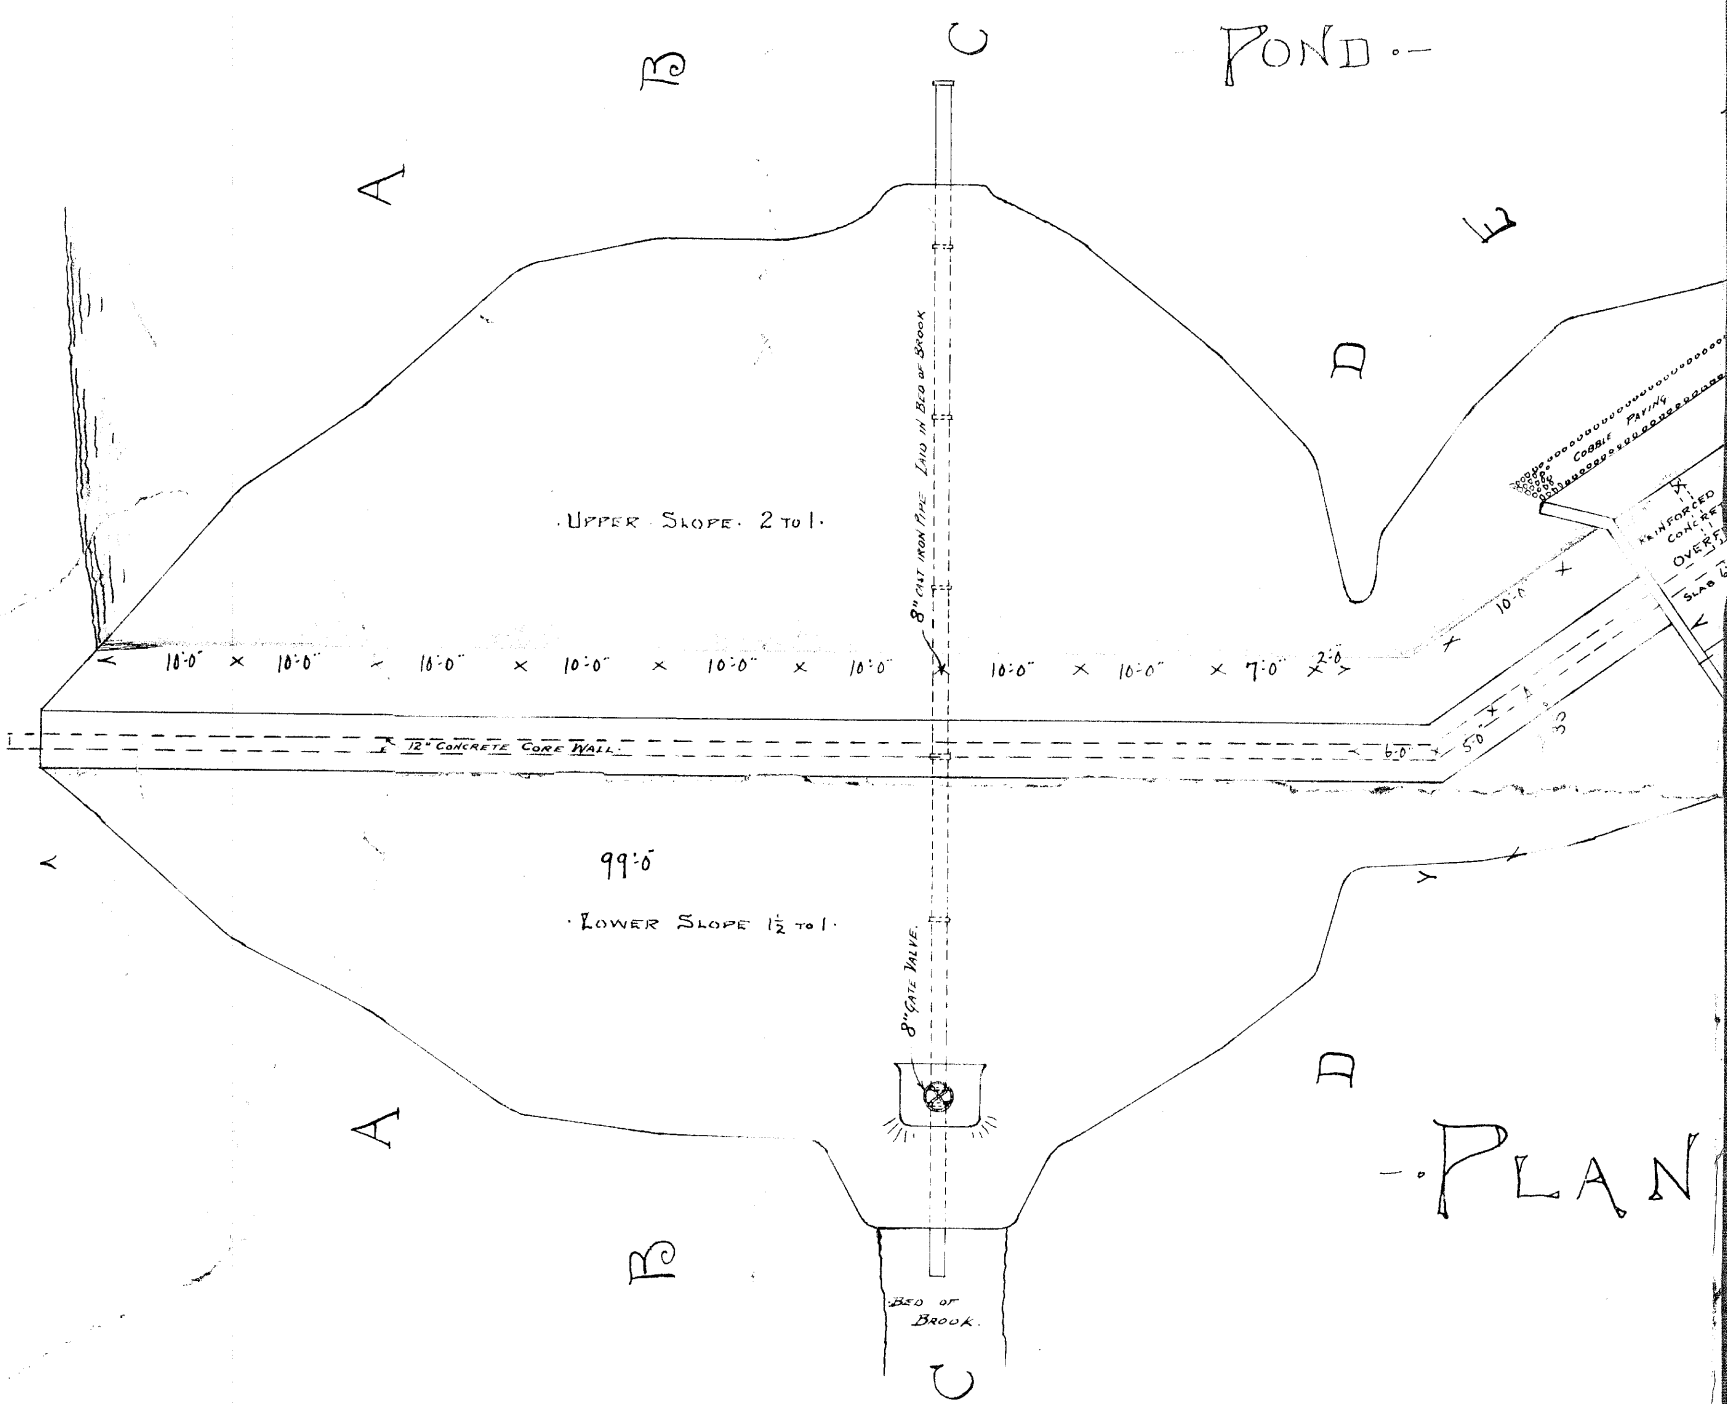 C
POND
B
A
E
D
COBBLE PAVING
8" CAST IRON PIPE LAID IN BED OF BROOK
UPPER SLOPE 2 TO 1
REINFORCED
OVERF
SLAB 6
10'-0"
10'-0" 10'-0" 10'-0" 10'-0" 10'-0" 10'-0" 10'-0" 10'-0" 7'-0" 2'-0
12" CONCRETE CORE WALL
6'-0"
5'-0"
99'-0"
LOWER SLOPE 1½ TO 1
8" GATE VALVE
D
A
PLAN
B
BED OF
BROOK
C